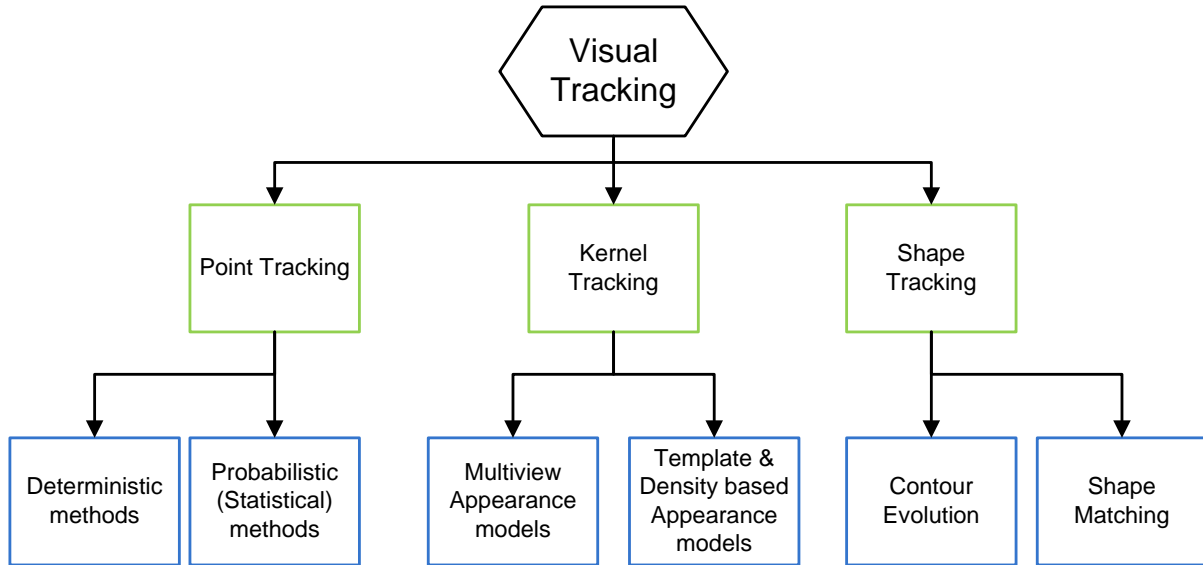 Visual
Tracking
Point Tracking
Kernel
Tracking
Shape
Tracking
Deterministic
methods
Probabilistic
(Statistical)
methods
Multiview
Appearance
models
Template &
Density based
Appearance
models
Contour
Evolution
Shape
Matching